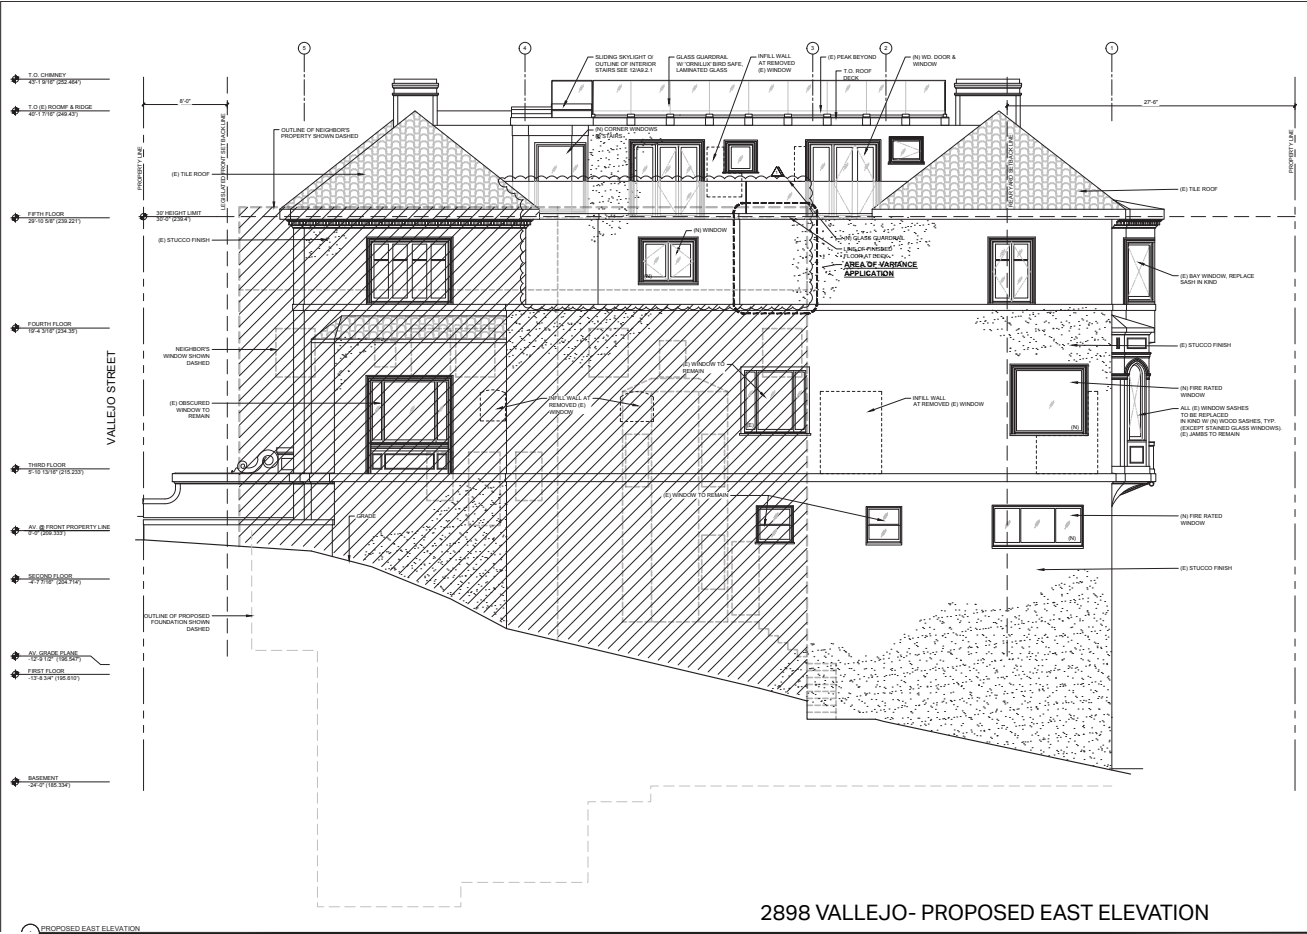 5
4
3
2
1
SLIDING SKYLIGHT O/
OUTLINE OF INTERIOR
STAIRS SEE 12/A9.2.1
GLASS GUARDRAIL
W/ 'ORNILUX' BIRD SAFE,
LAMINATED GLASS
INFILL WALL
AT REMOVED
(E) WINDOW
(E) PEAK BEYOND
T.O. ROOF
DECK
(N) WD. DOOR &
WINDOW
T.O. CHIMNEY
43'-1 9/16" (252.464')
T.O (E) ROOMF & RIDGE
40'-1 7/16" (249.43')
8'-0"
27'-6"
PROPERTY LINE
LEGISLATED FRONT SETBACK LINE
OUTLINE OF NEIGHBOR'S
PROPERTY SHOWN DASHED
(N) CORNER WINDOWS
@ STAIRS
REAR YARD SETBACK LINE
PROPERTY LINE
(E) TILE ROOF
(E) TILE ROOF
FIFTH FLOOR
29'-10 5/8" (239.221')
30' HEIGHT LIMIT
30'-0" (239.4')
(E) STUCCO FINISH
(N) WINDOW
(N)
(N) GLASS GUARDRAIL
LINE OF FINISHED
FLOOR AT DECK
AREA OF VARIANCE
APPLICATION
(E) BAY WINDOW, REPLACE
SASH IN KIND
FOURTH FLOOR
19'-4 3/16" (234.35')
VALLEJO STREET
NEIGHBOR'S
WINDOW SHOWN
DASHED
(E) WINDOW TO
REMAIN
(E) STUCCO FINISH
(E) OBSCURED
WINDOW TO
REMAIN
INFILL WALL AT
REMOVED (E)
WINDOW
(E)
INFILL WALL
AT REMOVED (E) WINDOW
(N)
(N) FIRE RATED
WINDOW
ALL (E) WINDOW SASHES
TO BE REPLACED
IN KIND W/ (N) WOOD SASHES, TYP.
(EXCEPT STAINED GLASS WINDOWS).
(E) JAMBS TO REMAIN
THIRD FLOOR
5'-10 13/16" (215.233')
(E) WINDOW TO REMAIN
GRADE
(N)
(N) FIRE RATED
WINDOW
AV. @ FRONT PROPERTY LINE
0'-0" (209.333')
(E) STUCCO FINISH
SECOND FLOOR
-4'-7 7/16" (204.714')
OUTLINE OF PROPOSED
FOUNDATION SHOWN
DASHED
AV. GRADE PLANE
-12'-9 1/2" (196.547')
FIRST FLOOR
-13'-8 3/4" (195.610')
BASEMENT
-24'-0" (185.334')
2898 VALLEJO- PROPOSED EAST ELEVATION
PROPOSED EAST ELEVATION